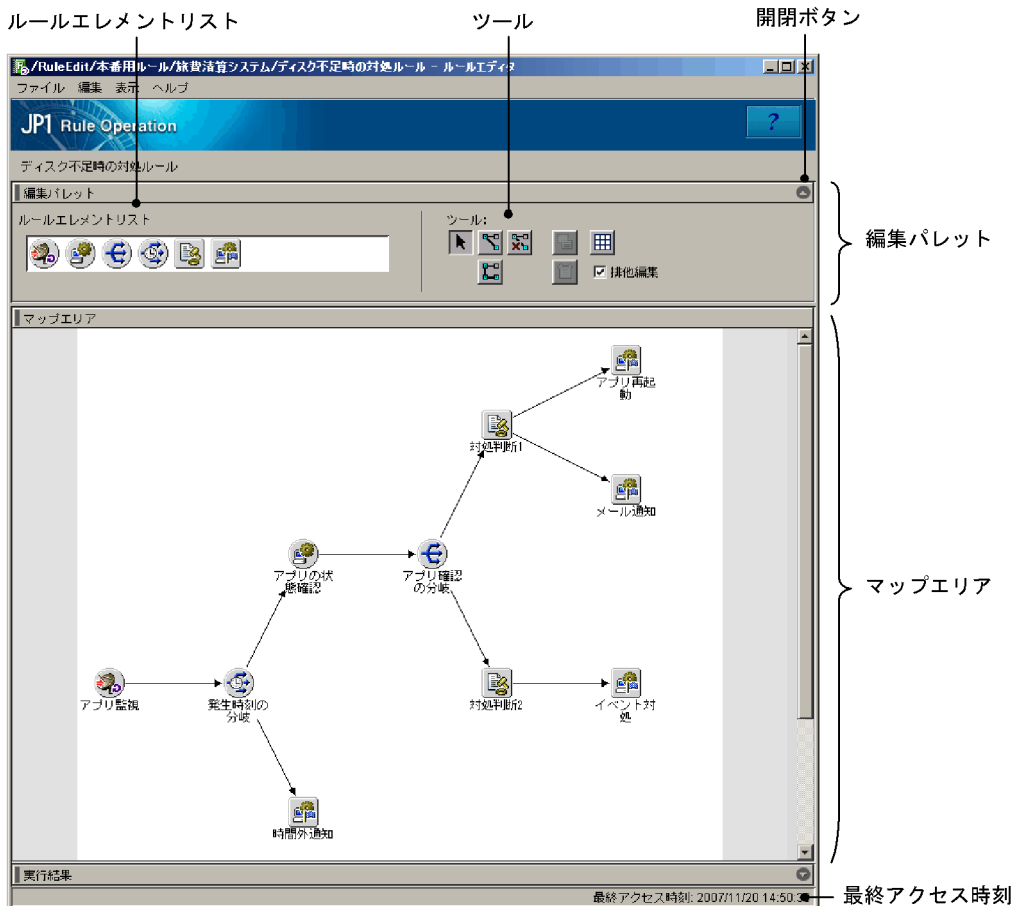 ルールエレメントリスト
ツール
開閉ボタン
/RuleEdit/本番用ルール/旅費清算システム/ディスク不足時の対処ルール - ルールエディタ
ファイル 編集 表示 ヘルプ
JP1 Rule Operation
?
ディスク不足時の対処ルール
編集パレット
ルールエレメントリスト
ツール:
排他編集
編集パレット
マップエリア
アプリ再起
動
対処判断1
メール通知
アプリの状
態確認
アプリ確認
の分岐
マップエリア
アプリ監視
発生時刻の
分岐
対処判断2
イベント対
処
時間外通知
実行結果
最終アクセス時刻: 2007/11/20 14:50:3
最終アクセス時刻